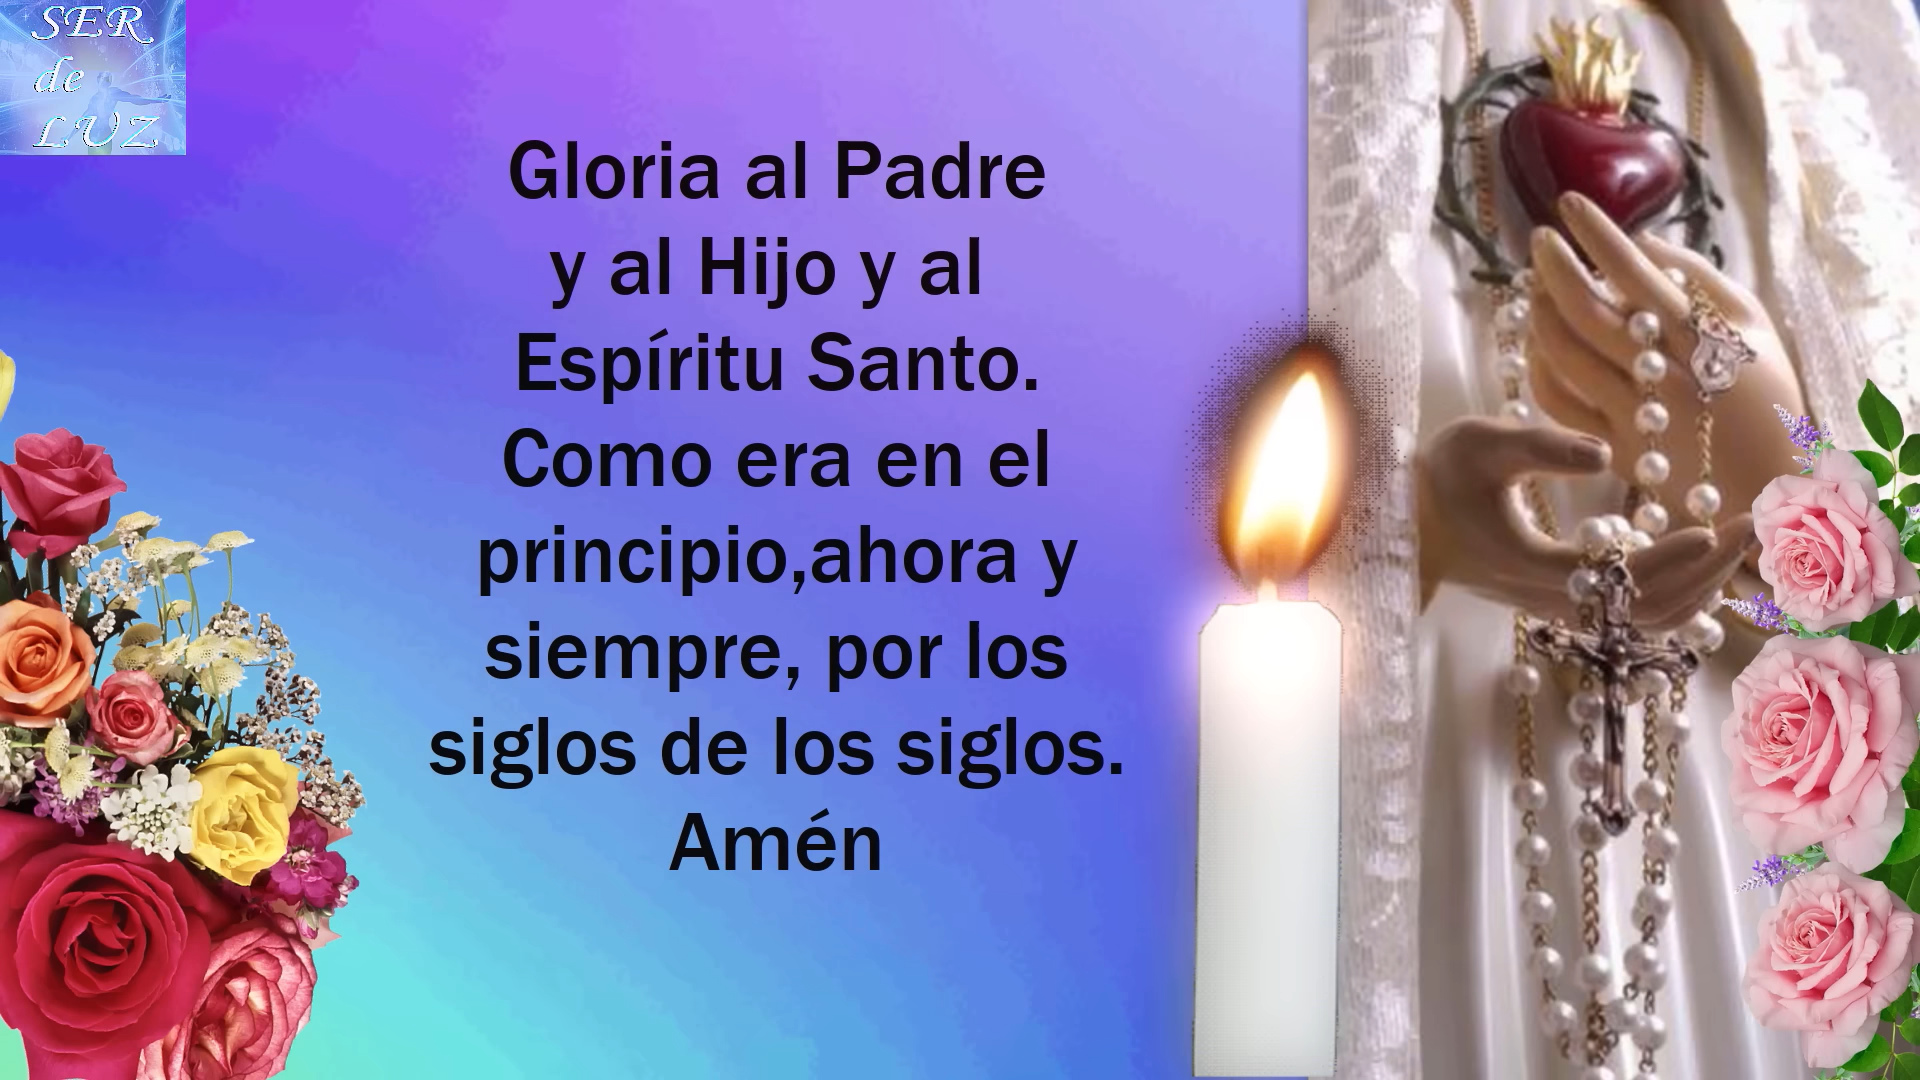 SER
de
LUZ
Gloria al Padre
y al Hijo y al
Espíritu Santo.
Como era en el
principio,ahora y
siempre, por los
siglos de los siglos.
Amén